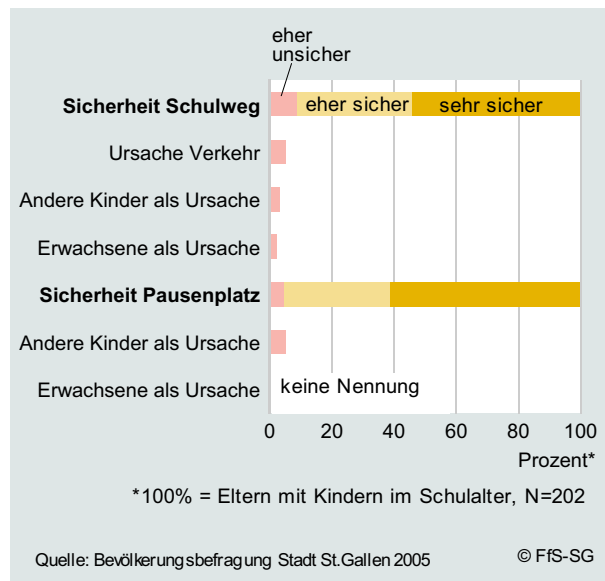 eher
unsicher
Sicherheit Schulweg
eher sicher
sehr sicher
Ursache Verkehr
Andere Kinder als Ursache
Erwachsene als Ursache
Sicherheit Pausenplatz
Andere Kinder als Ursache
Erwachsene als Ursache
keine Nennung
0 20 40 60 80 100
Prozent*
*100% = Eltern mit Kindern im Schulalter, N=202
Quelle: Bevölkerungsbefragung Stadt St.Gallen 2005
© FfS-SG